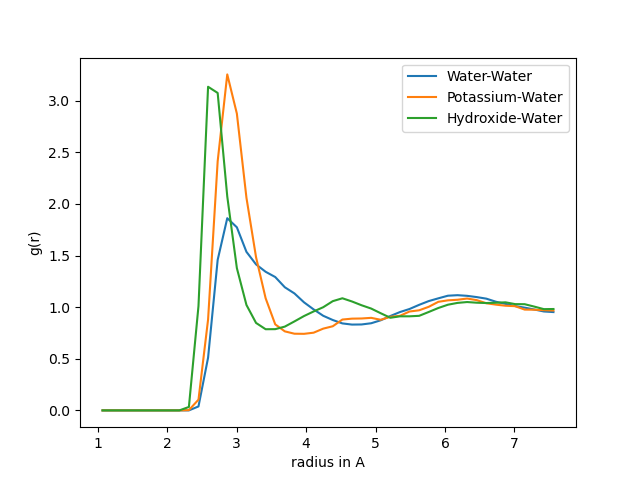 Water-Water
Potassium-Water
Hydroxide-Water
3.0
2.5
2.0
1.5
1.0
0.5
0.0
g(r)
1 2 3 4 5 6 7
radius in A